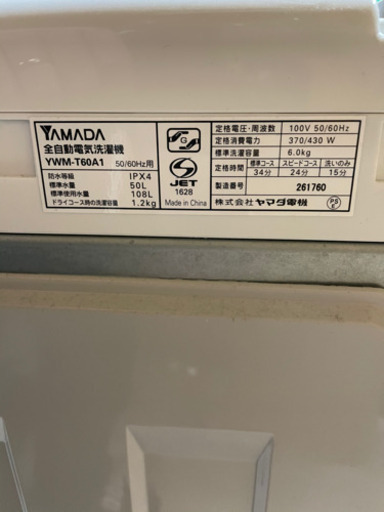 YAMADA
全自動電気洗濯機
YWM-T60A1 50/60Hz用
防水等級 IPX4
標準水量 50L
標準使用水量 108L
ドライコース時の洗濯容量 1.2kg
G
S
JET
1628
Made in China
定格電圧・周波数 100V 50/60Hz
定格消費電力 370/430 W
標準洗濯容量 6.0kg
定格時間 標準コース スピードコース 洗いのみ
34分 24分 15分
製造番号 261760
株式会社 ヤマダ電機
PS
E